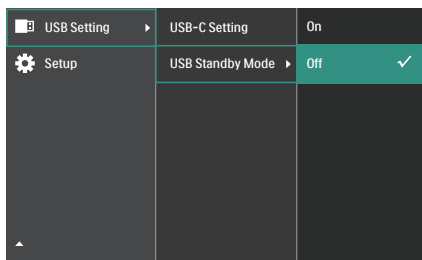 USB Setting
USB-C Setting
On
Setup
USB Standby Mode
Off